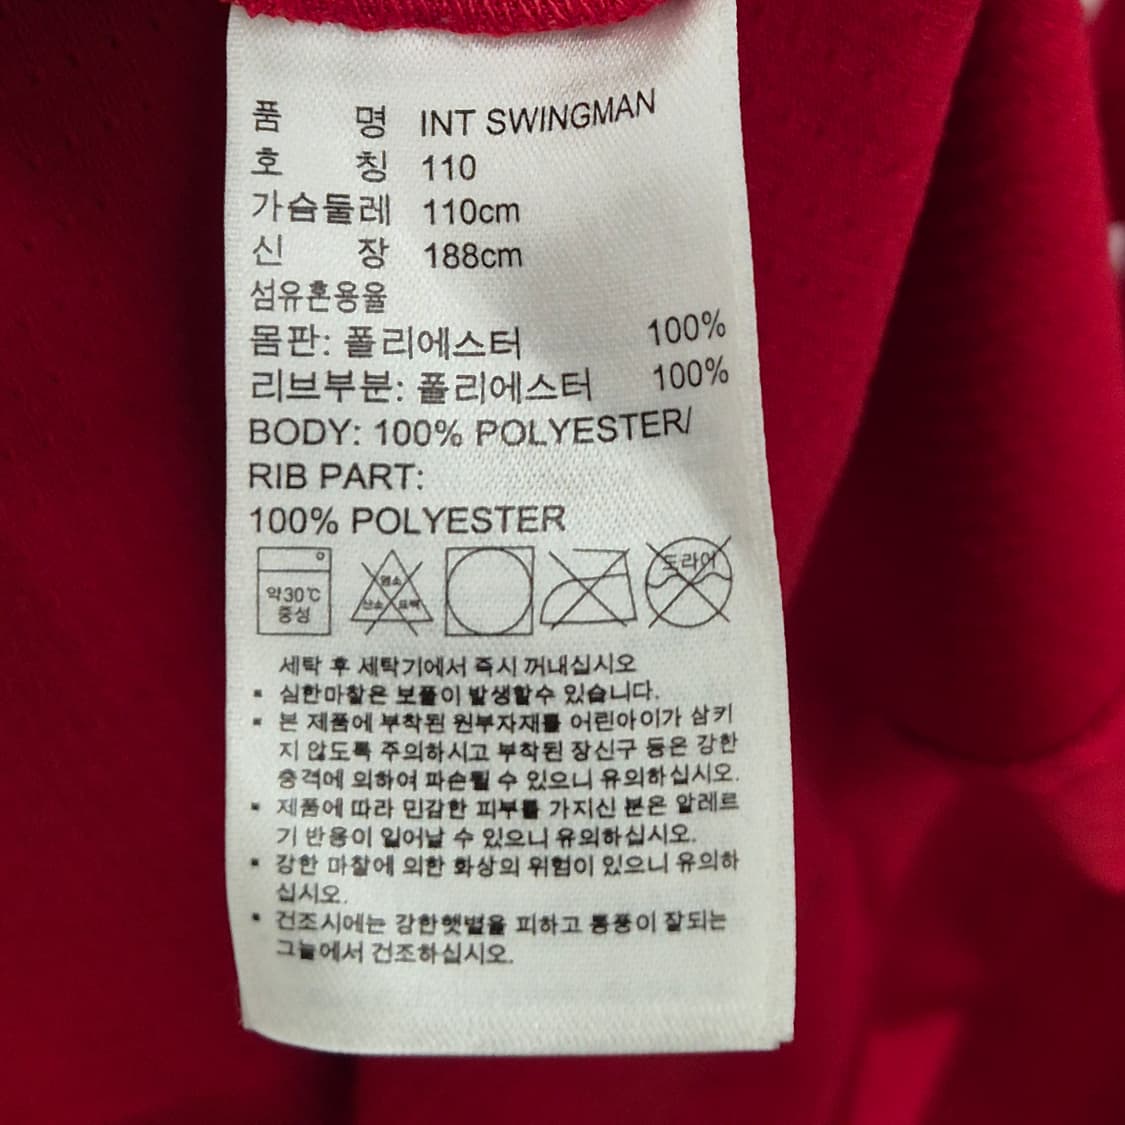 품 명 INT SWINGMAN
호 칭 110
가슴둘레 110cm
신 장 188cm
섬유혼용율
몸판: 폴리에스터 100%
리브부분: 폴리에스터 100%
BODY: 100% POLYESTER/
RIB PART:
100% POLYESTER
약30℃
중성
염소
산소 표백
드라이
세탁 후 세탁기에서 즉시 꺼내십시오
▪ 심한마찰은 보풀이 발생할수 있습니다.
▪ 본 제품에 부착된 원부자재를 어린아이가 삼키
지 않도록 주의하시고 부착된 장신구 등은 강한
충격에 의하여 파손될 수 있으니 유의하십시오.
▪ 제품에 따라 민감한 피부를 가지신 분은 알레르
기 반응이 일어날 수 있으니 유의하십시오.
▪ 강한 마찰에 의한 화상의 위험이 있으니 유의하
십시오.
▪ 건조시에는 강한햇볕을 피하고 통풍이 잘되는
그늘에서 건조하십시오.